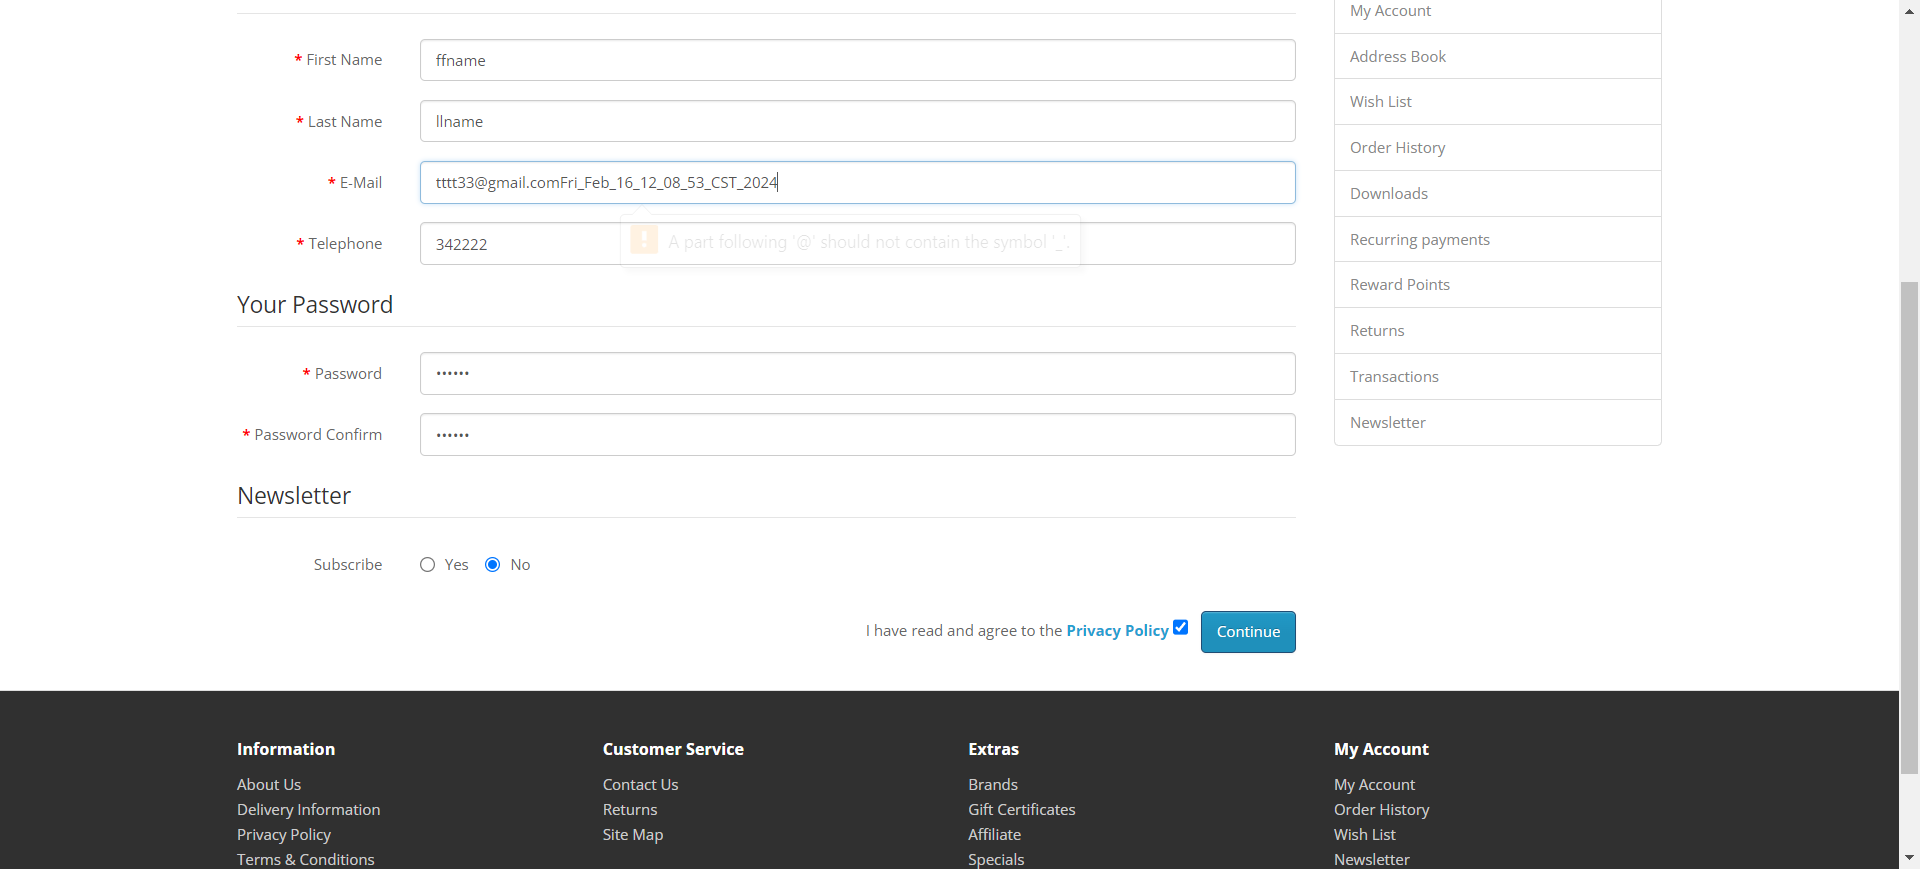 * First Name
ffname
* Last Name
llname
* E-Mail
tttt33@gmail.comFri_Feb_16_12_08_53_CST_2024
* Telephone
342222
! A part following '@' should not contain the symbol '_'.
Your Password
* Password
••••••
* Password Confirm
••••••
Newsletter
Subscribe
Yes
No
I have read and agree to the Privacy Policy
Continue
My Account
Address Book
Wish List
Order History
Downloads
Recurring payments
Reward Points
Returns
Transactions
Newsletter
Information
About Us
Delivery Information
Privacy Policy
Terms & Conditions
Customer Service
Contact Us
Returns
Site Map
Extras
Brands
Gift Certificates
Affiliate
Specials
My Account
My Account
Order History
Wish List
Newsletter